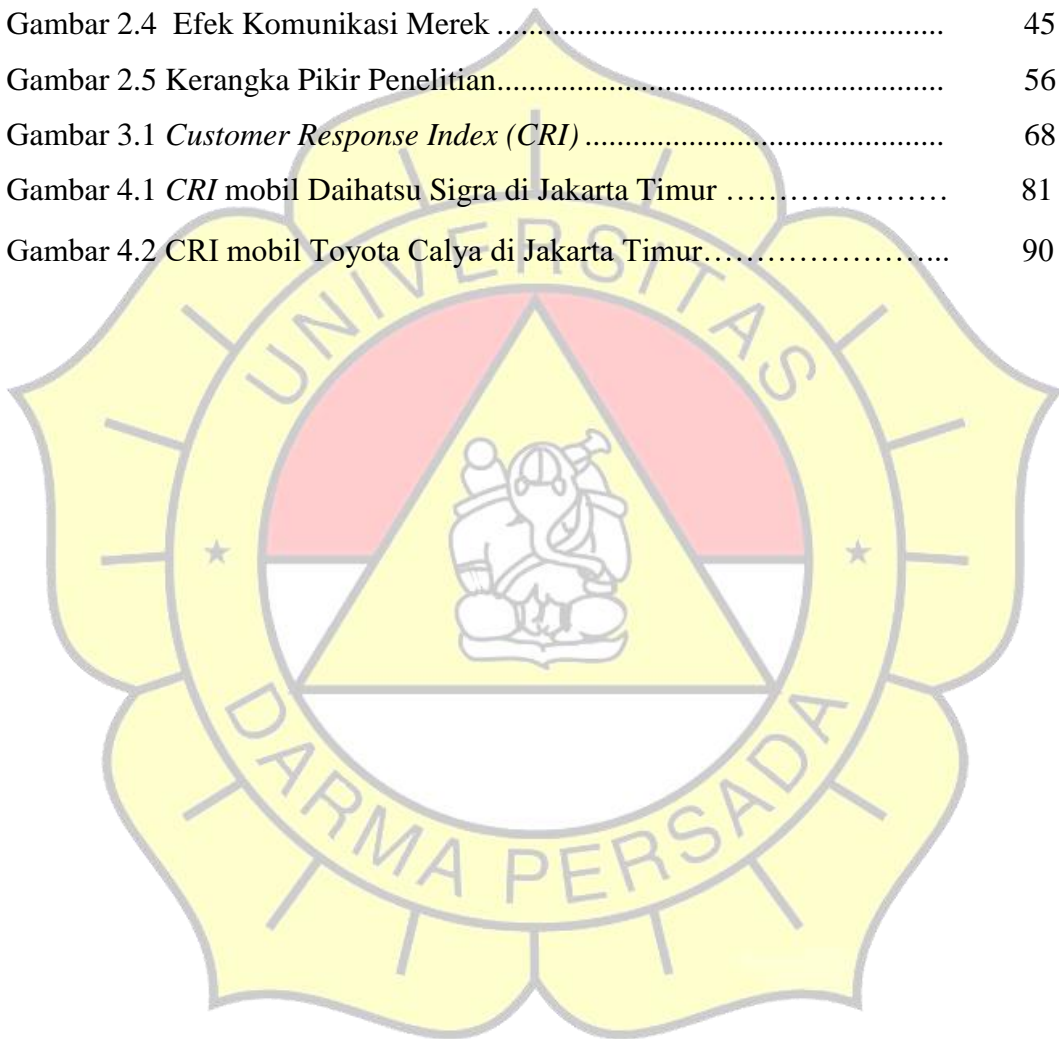 Gambar 2.4  Efek Komunikasi Merek ........................................................ 45
Gambar 2.5 Kerangka Pikir Penelitian........................................................ 56
Gambar 3.1 Customer Response Index (CRI) ............................................. 68
Gambar 4.1 CRI mobil Daihatsu Sigra di Jakarta Timur ………………… 81
Gambar 4.2 CRI mobil Toyota Calya di Jakarta Timur…………………... 90
UNIVERSITAS
DARMA PERSADA